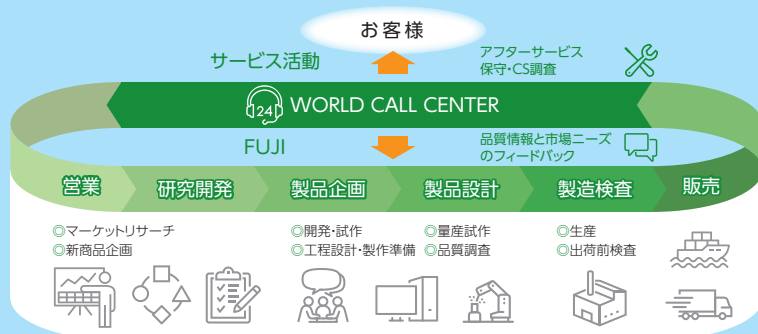 お客様
サービス活動
アフターサービス
保守・CS調査
24
WORLD CALL CENTER
FUJI
品質情報と市場ニーズ
のフィードバック
営業
研究開発
製品企画
製品設計
製造検査
販売
◎マーケットリサーチ
◎新商品企画
◎開発・試作
◎工程設計・製作準備
◎量産試作
◎品質調査
◎生産
◎出荷前検査